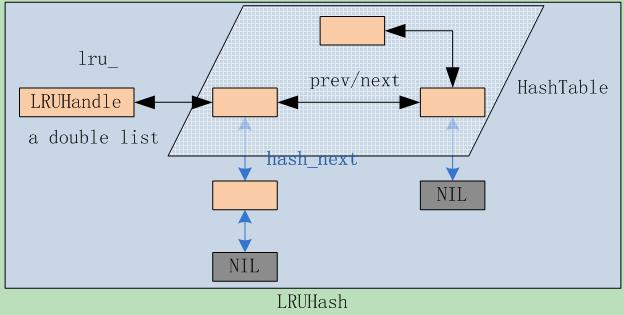 lru_
prev/next
HashTable
LRUHandle
a double list
hash_next
NIL
NIL
LRUHash